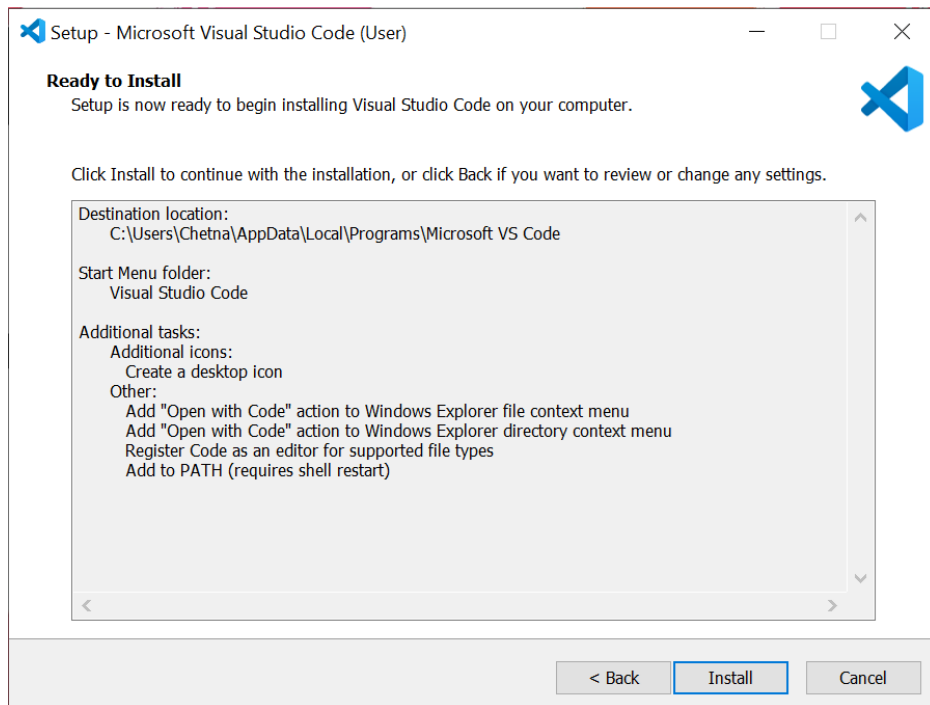 Setup - Microsoft Visual Studio Code (User)
Ready to Install
Setup is now ready to begin installing Visual Studio Code on your computer.
Click Install to continue with the installation, or click Back if you want to review or change any settings.
Destination location:
C:\Users\Chetna\AppData\Local\Programs\Microsoft VS Code
Start Menu folder:
Visual Studio Code
Additional tasks:
Additional icons:
Create a desktop icon
Other:
Add "Open with Code" action to Windows Explorer file context menu
Add "Open with Code" action to Windows Explorer directory context menu
Register Code as an editor for supported file types
Add to PATH (requires shell restart)
< Back
Install
Cancel